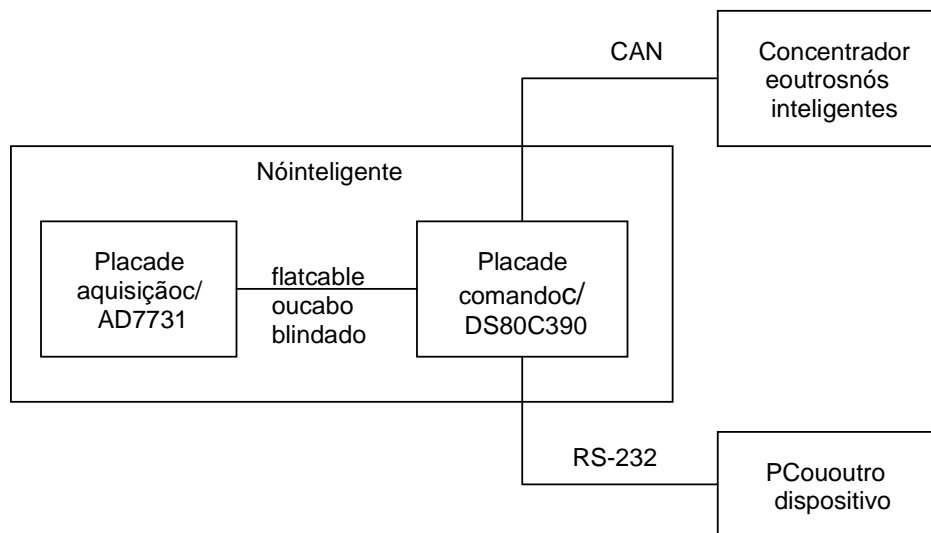 CAN
Concentrador
eoutrosnós
inteligentes
Nóinteligente
Placade
aquisiçãoc/
AD7731
flatcable
oucabo
blindado
Placade
comandoc/
DS80C390
RS-232
PCououtro
dispositivo